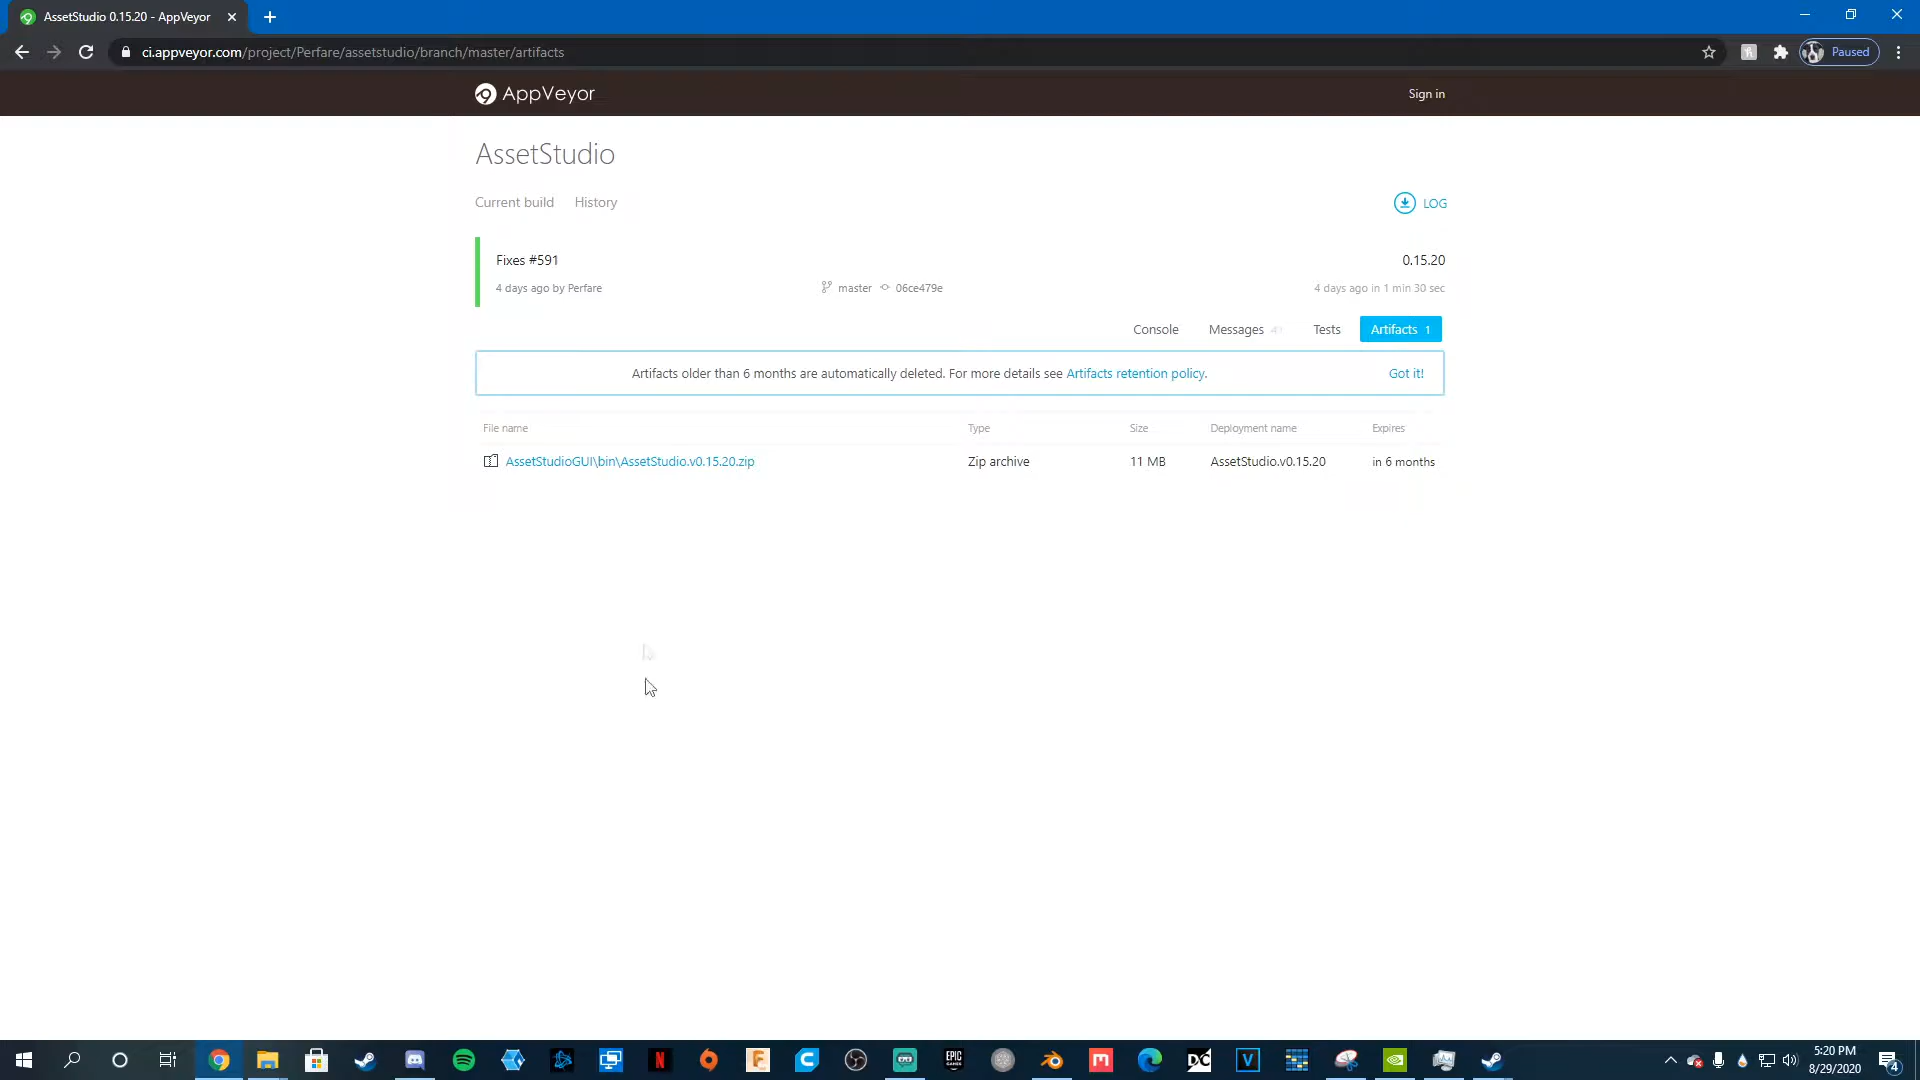 AssetStudio 0.15.20 - AppVeyor
ci.appveyor.com/project/Perfare/assetstudio/branch/master/artifacts
Paused
AppVeyor
Sign in
AssetStudio
Current build History
LOG
Fixes #591
0.15.20
4 days ago by Perfare
master 06ce479e
4 days ago in 1 min 30 sec
Console Messages Tests Artifacts 1
Artifacts older than 6 months are automatically deleted. For more details see Artifacts retention policy.
Got it!
File name Type Size Deployment name Expires
AssetStudioGUI\bin\AssetStudio.v0.15.20.zip Zip archive 11 MB AssetStudio.v0.15.20 in 6 months
EPIC
GAMES
DC
5:20 PM
8/29/2020
4